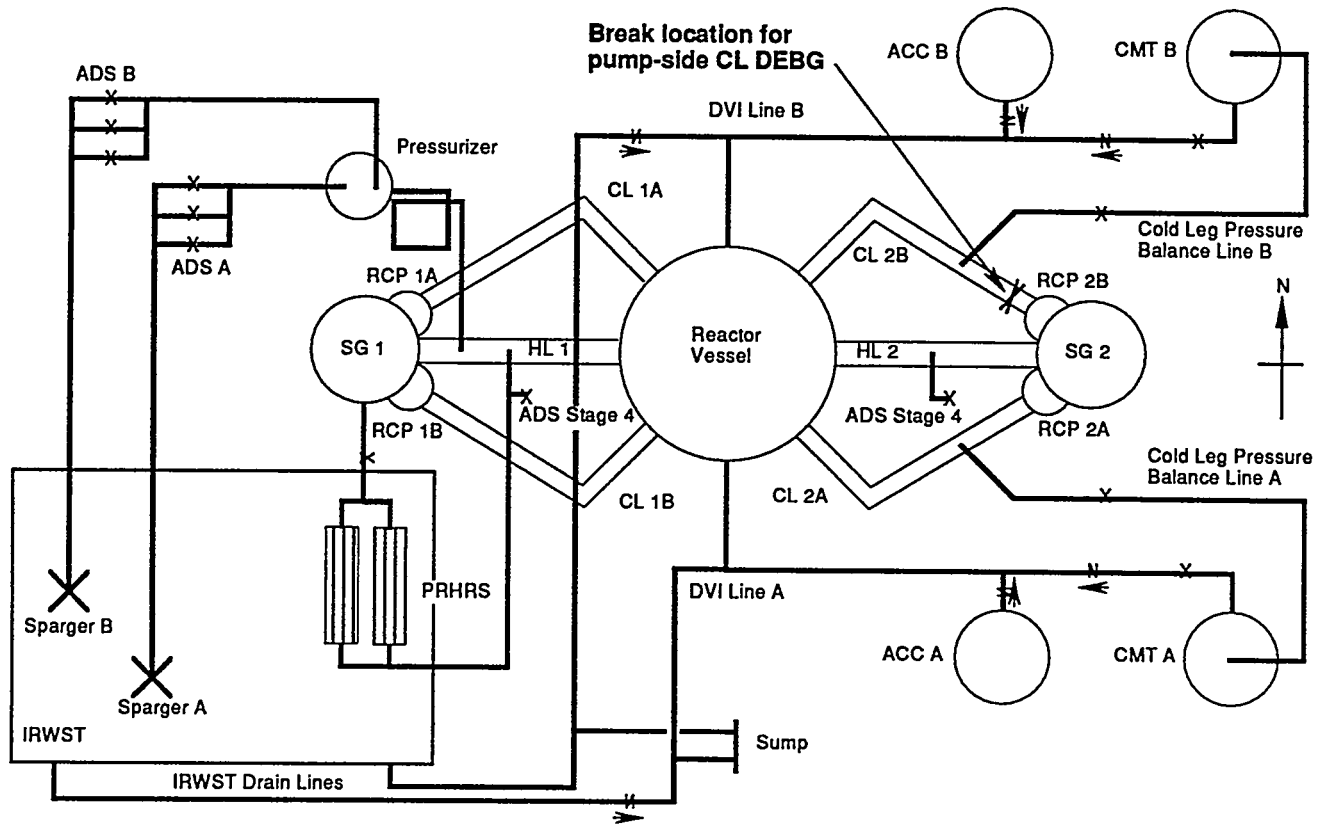 Break location for
pump-side CL DEBG
ACC B
CMT B
ADS B
DVI Line B
Pressurizer
CL 1A
Cold Leg Pressure
Balance Line B
ADS A
CL 2B
RCP 1A
RCP 2B
N
SG 1
HL 1
Reactor
Vessel
HL 2
SG 2
ADS Stage 4
ADS Stage 4
RCP 1B
RCP 2A
Cold Leg Pressure
Balance Line A
CL 1B
CL 2A
PRHRS
DVI Line A
Sparger B
ACC A
CMT A
Sparger A
IRWST
Sump
IRWST Drain Lines